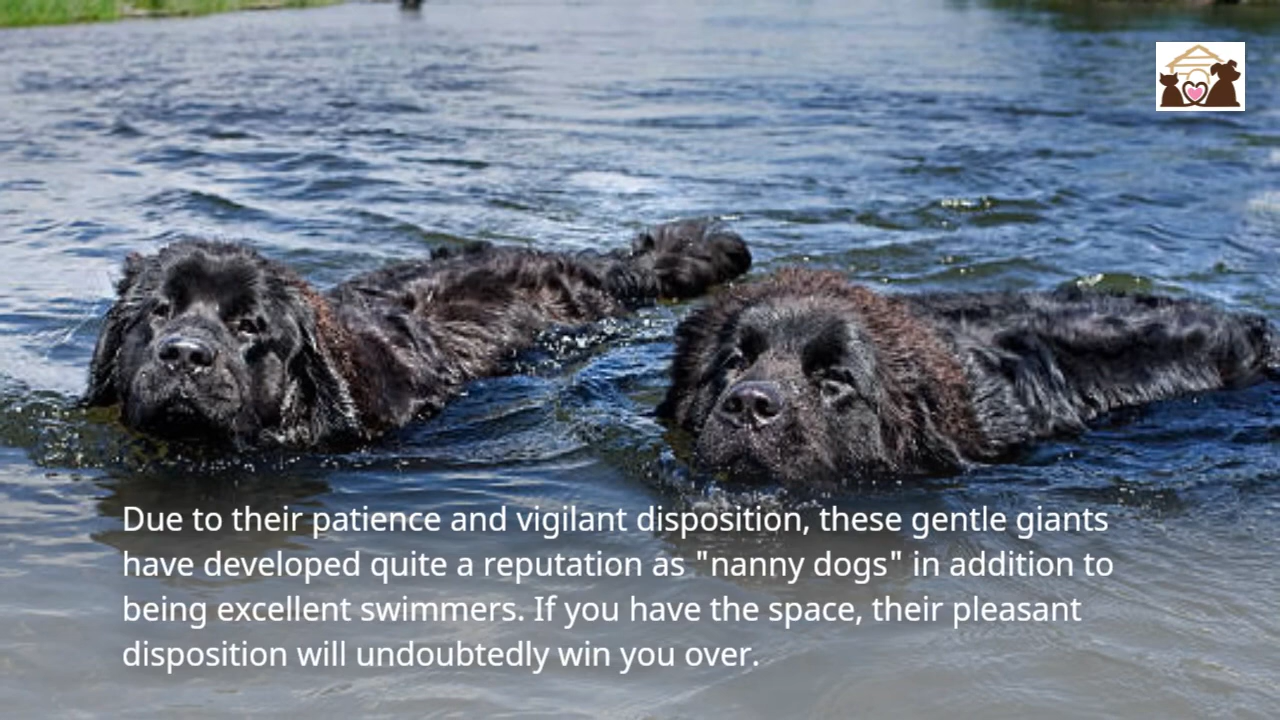 Due to their patience and vigilant disposition, these gentle giants
have developed quite a reputation as "nanny dogs" in addition to
being excellent swimmers. If you have the space, their pleasant
disposition will undoubtedly win you over.